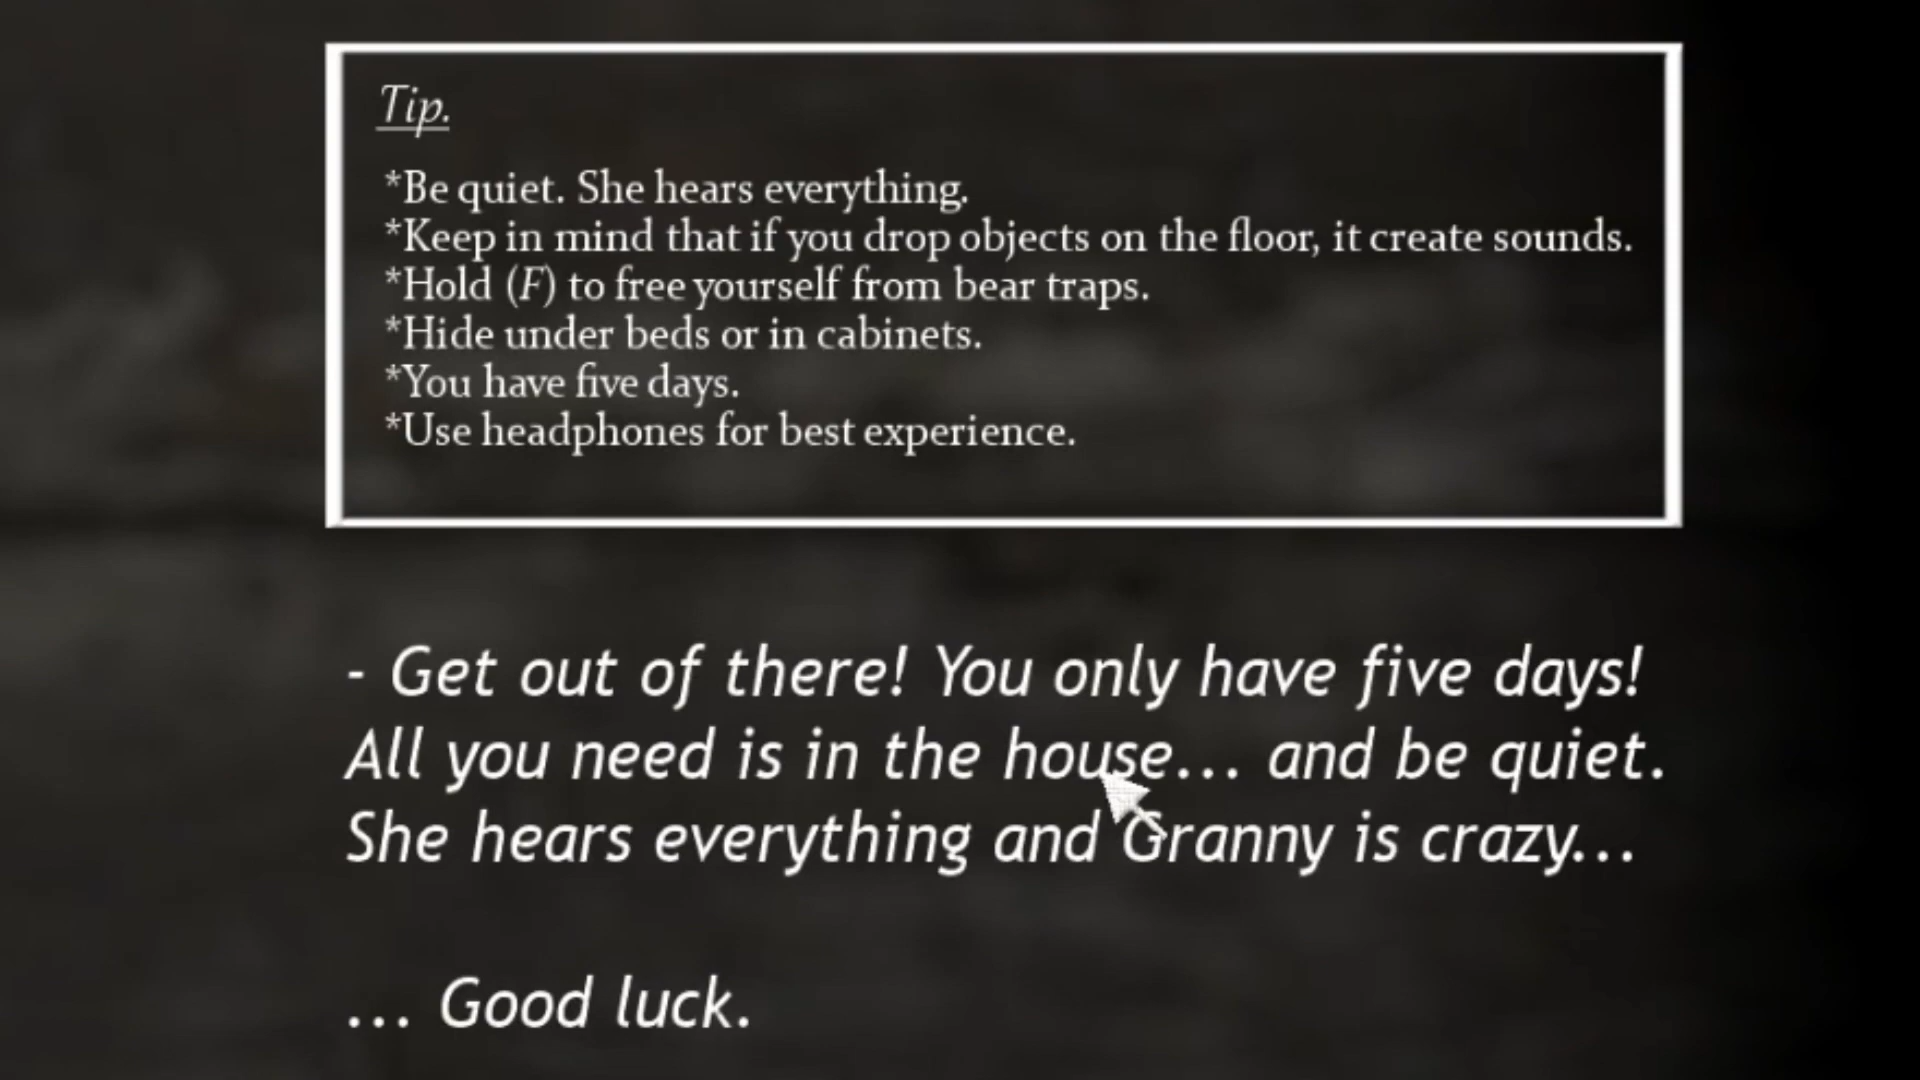 Tip.
*Be quiet. She hears everything.
*Keep in mind that if you drop objects on the floor, it create sounds.
*Hold (F) to free yourself from bear traps.
*Hide under beds or in cabinets.
*You have five days.
*Use headphones for best experience.
- Get out of there! You only have five days!
All you need is in the house... and be quiet.
She hears everything and Granny is crazy...
... Good luck.